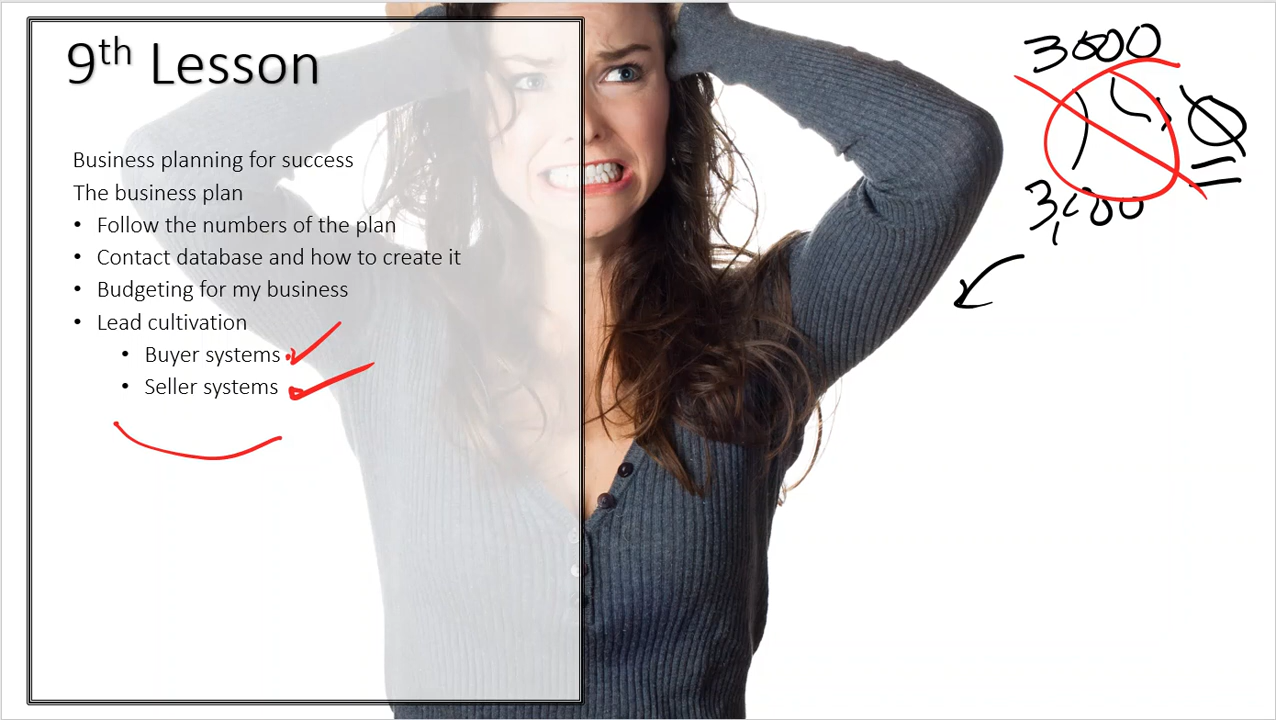 9th Lesson
Business planning for success
The business plan
• Follow the numbers of the plan
• Contact database and how to create it
• Budgeting for my business
• Lead cultivation
• Buyer systems
• Seller systems
3000